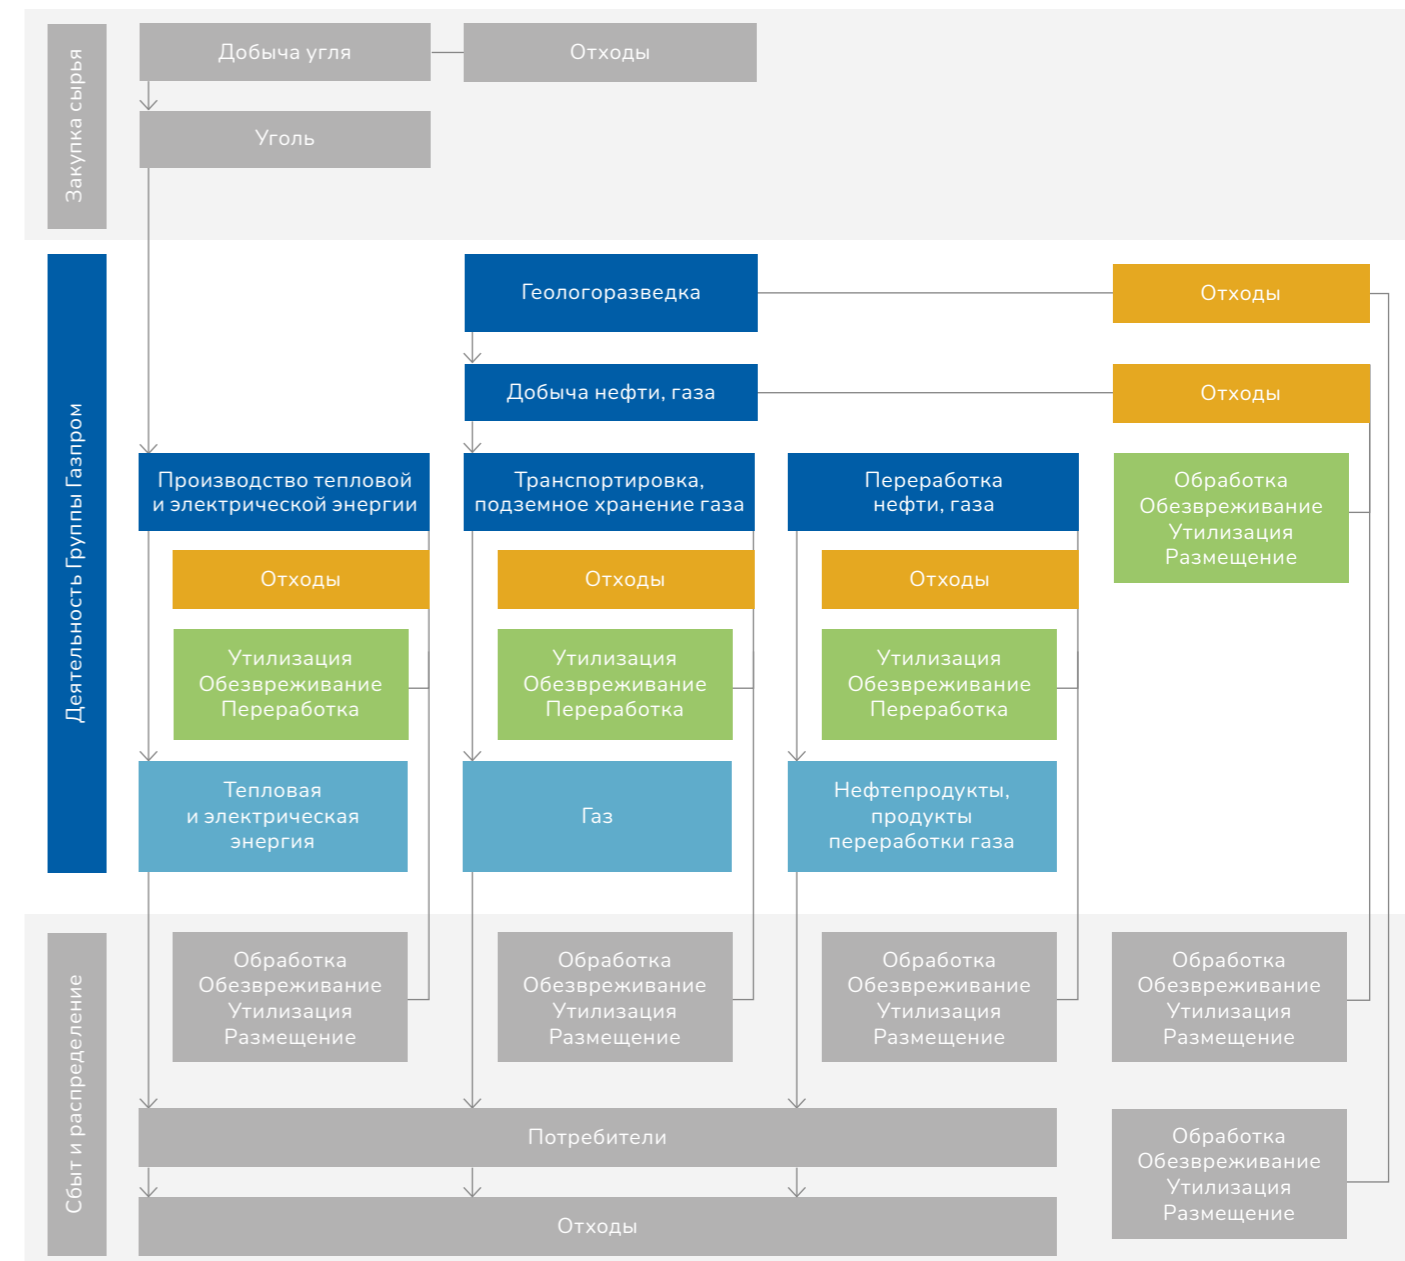 Закупка сырья
Добыча угля
Отходы
Уголь
Деятельность Группы Газпром
Геологоразведка
Отходы
Добыча нефти, газа
Отходы
Производство тепловой
и электрической энергии
Транспортировка,
подземное хранение газа
Переработка
нефти, газа
Обработка
Обезвреживание
Утилизация
Размещение
Отходы
Отходы
Отходы
Утилизация
Обезвреживание
Переработка
Утилизация
Обезвреживание
Переработка
Утилизация
Обезвреживание
Переработка
Тепловая
и электрическая
энергия
Газ
Нефтепродукты,
продукты
переработки газа
Сбыт и распределение
Обработка
Обезвреживание
Утилизация
Размещение
Обработка
Обезвреживание
Утилизация
Размещение
Обработка
Обезвреживание
Утилизация
Размещение
Обработка
Обезвреживание
Утилизация
Размещение
Потребители
Обработка
Обезвреживание
Утилизация
Размещение
Отходы